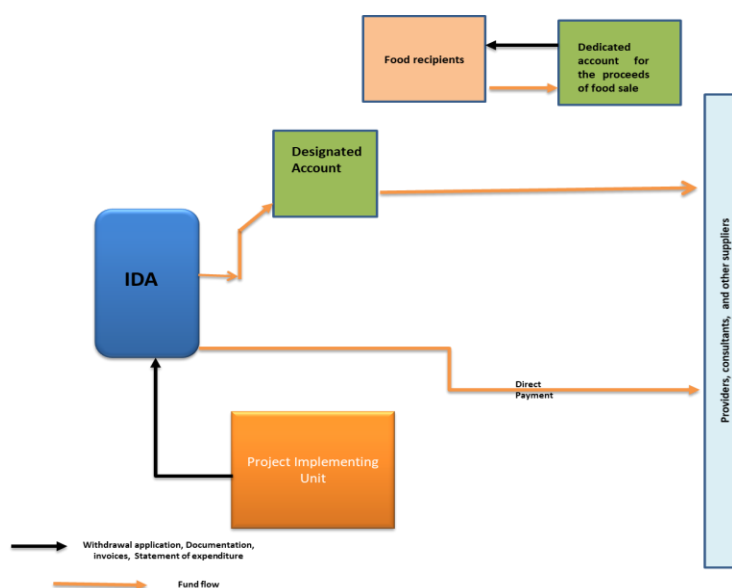 Food recipients
Dedicated
account for
the proceeds
of food sale
Designated
Account
IDA
Providers, consultants, and other suppliers
Direct
Payment
Project Implementing
Unit
Withdrawal application, Documentation,
invoices, Statement of expenditure
Fund flow